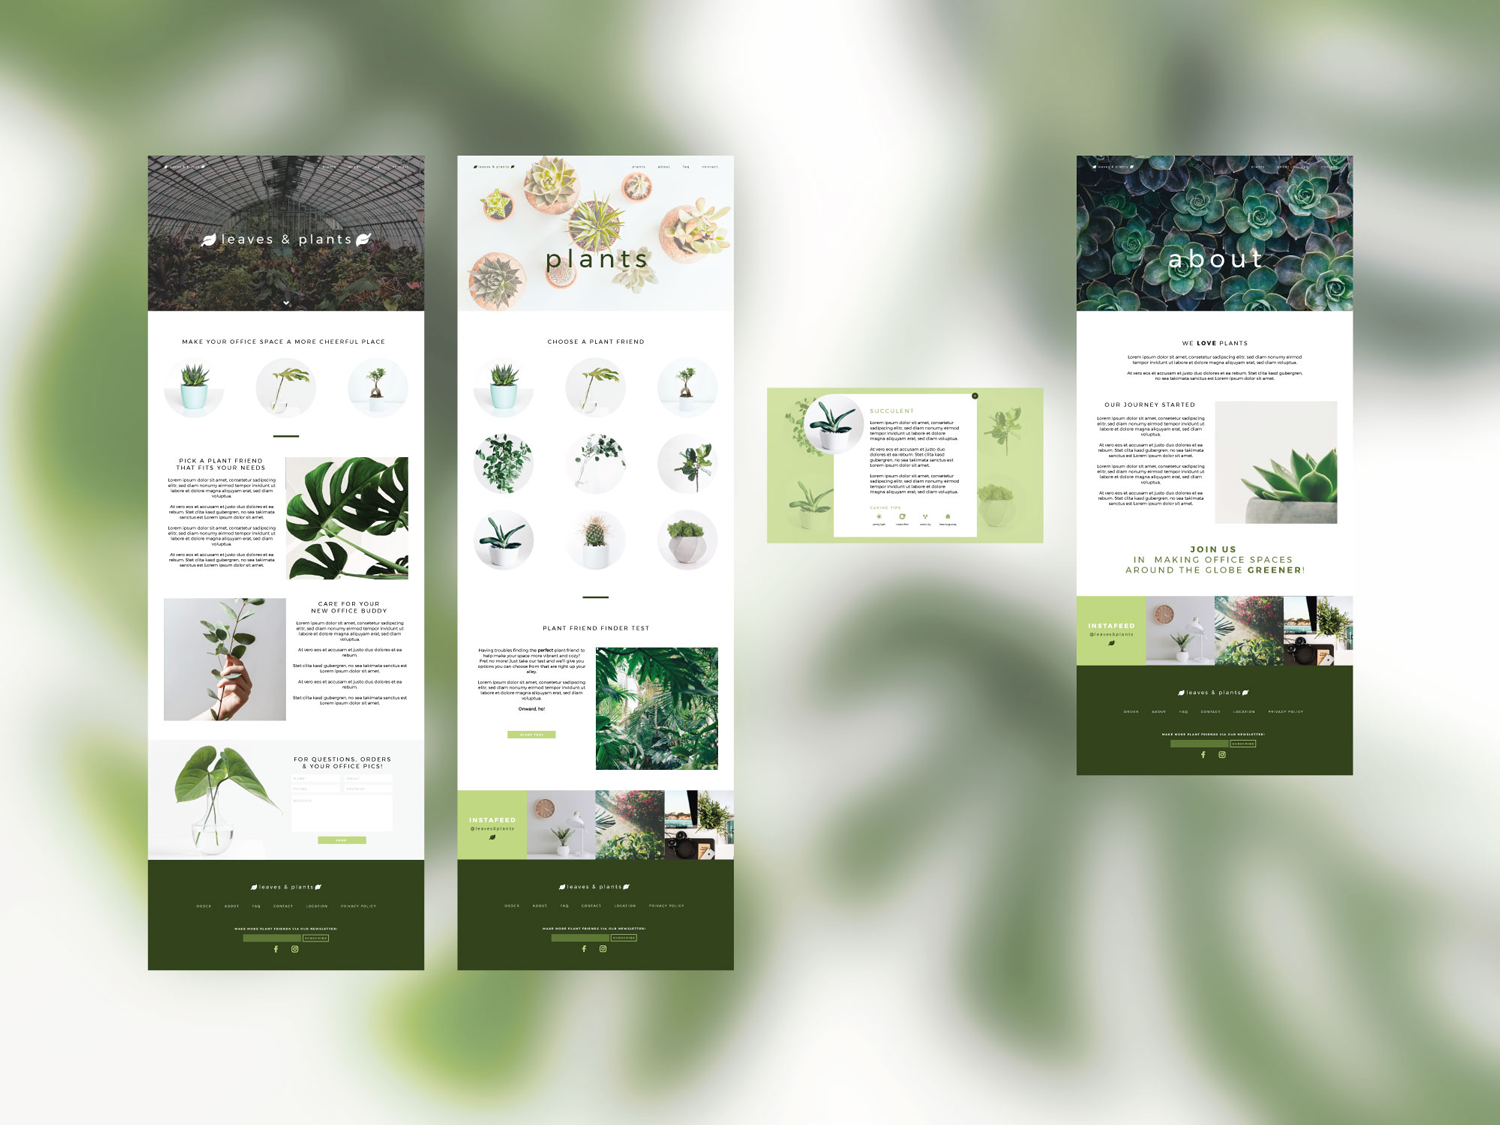 leaves & plants
leaves & plants
MAKE YOUR OFFICE SPACE A MORE CHEERFUL PLACE
PICK A PLANT FRIEND
THAT FITS YOUR NEEDS
Lorem ipsum dolor sit amet, consetetur sadipscing
elitr, sed diam nonumy eirmod tempor invidunt ut
labore et dolore magna aliquyam erat, sed diam
voluptua.
At vero eos et accusam et justo duo dolores et ea
rebum. Stet clita kasd gubergren, no sea takimata
sanctus est Lorem ipsum dolor sit amet.
Lorem ipsum dolor sit amet, consetetur sadipscing
elitr, sed diam nonumy eirmod tempor invidunt ut
labore et dolore magna aliquyam erat, sed diam
voluptua.
At vero eos et accusam et justo duo dolores et ea
rebum. Stet clita kasd gubergren, no sea takimata
sanctus est Lorem ipsum dolor sit amet.
CARE FOR YOUR
NEW OFFICE BUDDY
Lorem ipsum dolor sit amet, consetetur sadipscing
elitr, sed diam nonumy eirmod tempor invidunt ut
labore et dolore magna aliquyam erat, sed diam
voluptua.
At vero eos et accusam et justo duo dolores et ea
rebum.
Stet clita kasd gubergren, no sea takimata sanctus est
Lorem ipsum dolor sit amet.
At vero eos et accusam et justo duo dolores et ea
rebum.
Stet clita kasd gubergren, no sea takimata sanctus est
Lorem ipsum dolor sit amet.
FOR QUESTIONS, ORDERS
& YOUR OFFICE PICS!
SEND
leaves & plants
ORDER ABOUT FAQ CONTACT LOCATION PRIVACY POLICY
MAKE MORE PLANT FRIENDS VIA OUR NEWSLETTER!
SUBSCRIBE
leaves & plants
plants about faq contact
plants
CHOOSE A PLANT FRIEND
PLANT FRIEND FINDER TEST
Having troubles finding the perfect plant friend to
help make your space more vibrant and cozy?
Fret no more! Just take our test and we'll give you
options you can choose from that are right up your
alley.
Lorem ipsum dolor sit amet, consetetur sadipscing
elitr, sed diam nonumy eirmod tempor invidunt ut
labore et dolore magna aliquyam erat, sed diam
voluptua.
Onward, ho!
START TEST
INSTAFEED
@leaves&plants
leaves & plants
ORDER ABOUT FAQ CONTACT LOCATION PRIVACY POLICY
MAKE MORE PLANT FRIENDS VIA OUR NEWSLETTER!
SUBSCRIBE
SUCCULENT
Lorem ipsum dolor sit amet, consetetur
sadipscing elitr, sed diam nonumy eirmod
tempor invidunt ut labore et dolore
magna aliquyam erat, sed diam voluptua.
At vero eos et accusam et justo duo
dolores et ea rebum. Stet clita kasd
gubergren, no sea takimata sanctus est
Lorem ipsum dolor sit amet.
Lorem ipsum dolor sit amet, consetetur
sadipscing elitr, sed diam nonumy eirmod
tempor invidunt ut labore et dolore
magna aliquyam erat, sed diam voluptua.
CARING TIPS
leaves & plants
about
WE LOVE PLANTS
Lorem ipsum dolor sit amet, consetetur sadipscing elitr, sed diam nonumy eirmod
tempor invidunt ut labore et dolore magna aliquyam erat, sed diam voluptua.
At vero eos et accusam et justo duo dolores et ea rebum. Stet clita kasd gubergren,
no sea takimata sanctus est Lorem ipsum dolor sit amet.
OUR JOURNEY STARTED
Lorem ipsum dolor sit amet, consetetur sadipscing
elitr, sed diam nonumy eirmod tempor invidunt ut
labore et dolore magna aliquyam erat, sed diam
voluptua.
At vero eos et accusam et justo duo dolores et ea
rebum. Stet clita kasd gubergren, no sea takimata
sanctus est Lorem ipsum dolor sit amet.
Lorem ipsum dolor sit amet, consetetur sadipscing
elitr, sed diam nonumy eirmod tempor invidunt ut
labore et dolore magna aliquyam erat, sed diam
voluptua.
At vero eos et accusam et justo duo dolores et ea
rebum. Stet clita kasd gubergren, no sea takimata
sanctus est Lorem ipsum dolor sit amet.
JOIN US
IN MAKING OFFICE SPACES
AROUND THE GLOBE GREENER!
INSTAFEED
@leaves&plants
leaves & plants
ORDER ABOUT FAQ CONTACT LOCATION PRIVACY POLICY
MAKE MORE PLANT FRIENDS VIA OUR NEWSLETTER!
SUBSCRIBE